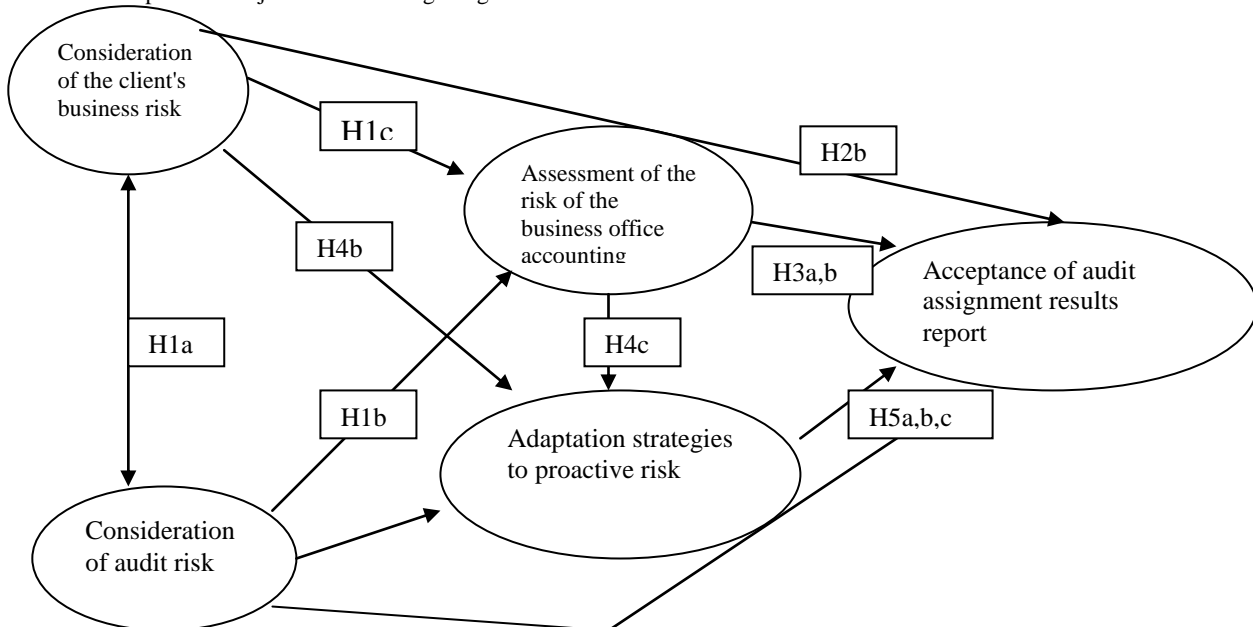 Consideration
of the client's
business risk
H1c
H2b
Assessment of the
risk of the
business office
accounting
H4b
H3a,b
Acceptance of audit
assignment results
report
H1a
H4c
H1b
H5a,b,c
Adaptation strategies
to proactive risk
Consideration
of audit risk